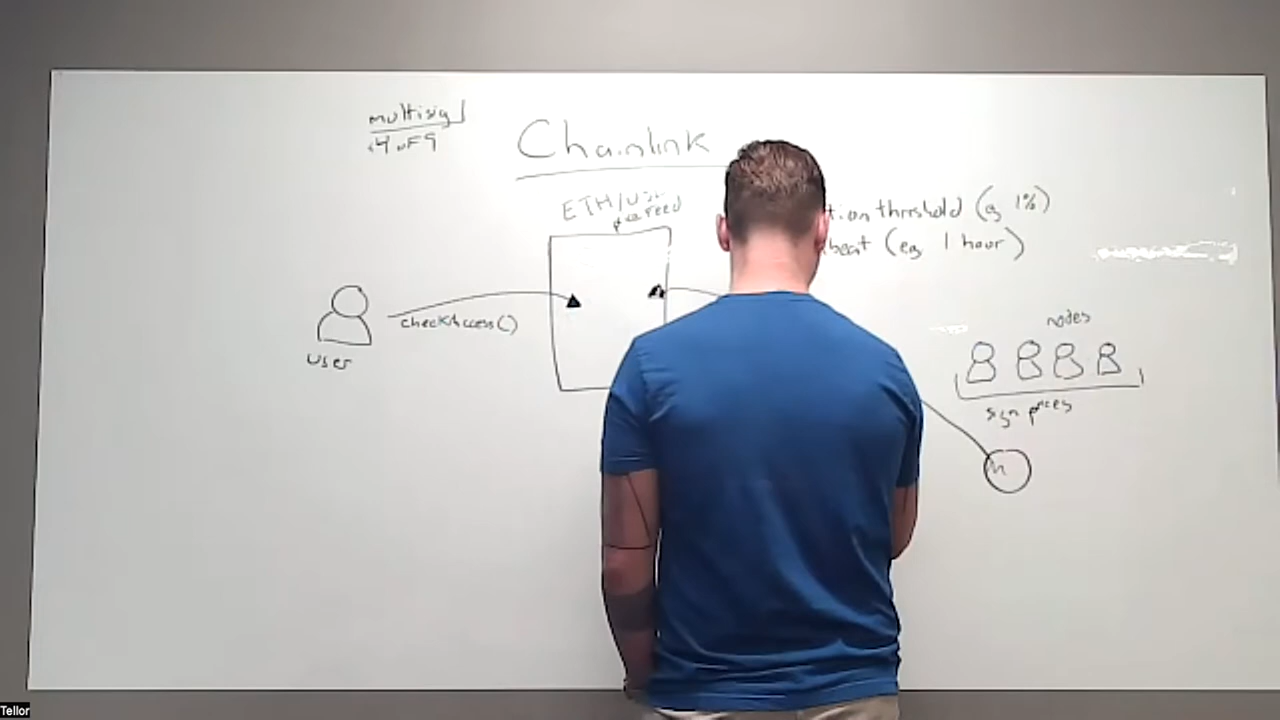 multisig
4 of 9
Chainlink
ETH/USD
feed
tion threshold (eg 1%)
beat (eg 1 hour)
checkAccess()
user
nodes
sign prices
Tellor